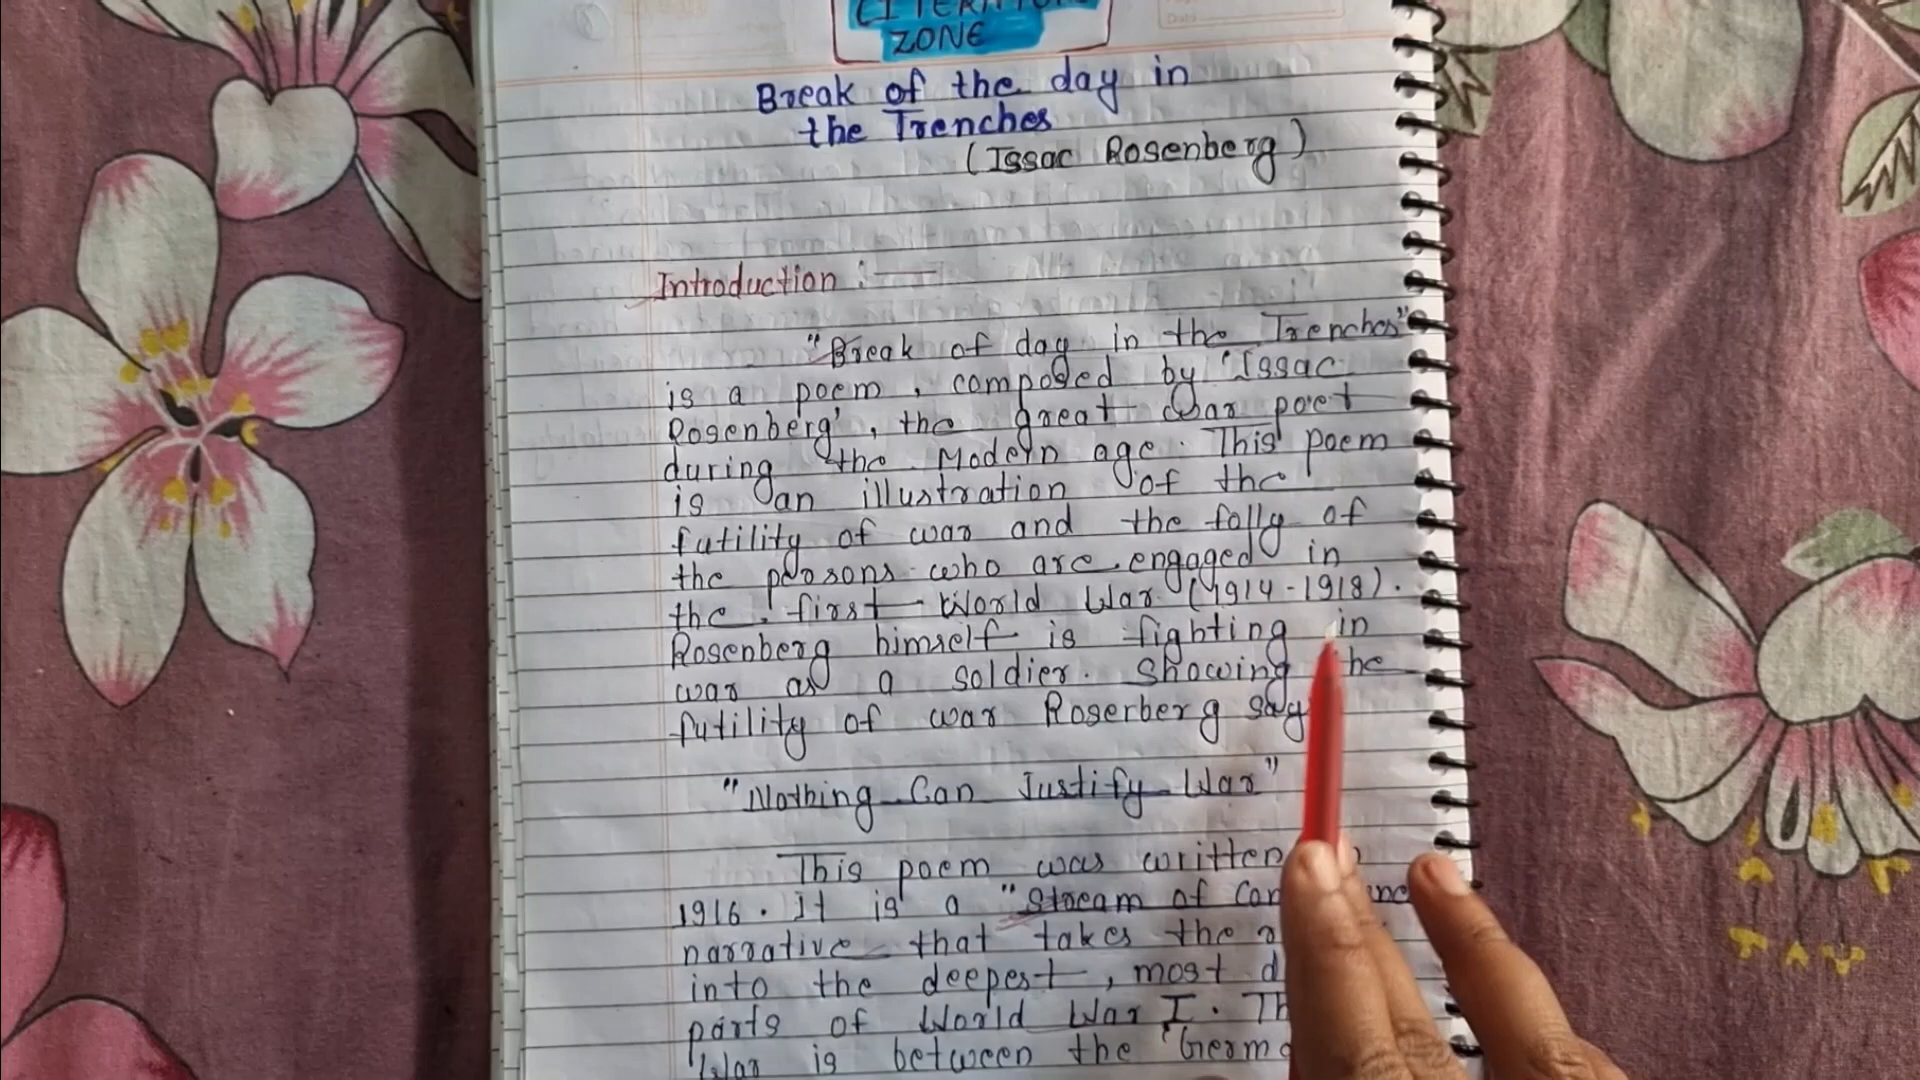 ZONE
Break of the day in
the Trenches
(Issac Rosenberg)
Introduction :—
"Break of day in the Trenches"
is a poem, composed by 'Issac
Rosenberg', the great war poet
during the Modern age. This poem
is an illustration of the
futility of war and the folly of
the persons who are engaged in
the first World War (1914-1918).
Rosenberg himself is fighting in
war as a soldier. Showing the
futility of war Roserberg say
"Nothing Can Justify War"
This poem was written
1916. It is a "Stream of
narrative that takes the
into the deepest, most
parts of World War I.
War is between the